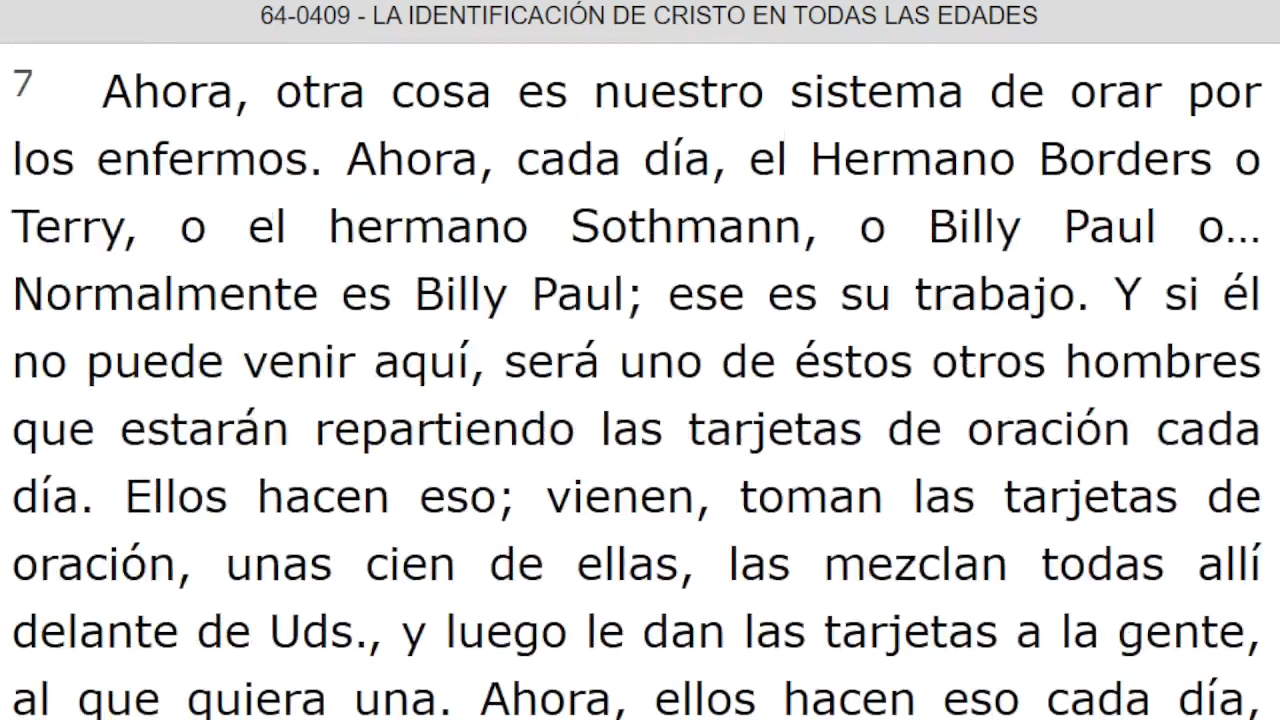 64-0409 - LA IDENTIFICACIÓN DE CRISTO EN TODAS LAS EDADES
7 Ahora, otra cosa es nuestro sistema de orar por
los enfermos. Ahora, cada día, el Hermano Borders o
Terry, o el hermano Sothmann, o Billy Paul o...
Normalmente es Billy Paul; ese es su trabajo. Y si él
no puede venir aquí, será uno de éstos otros hombres
que estarán repartiendo las tarjetas de oración cada
día. Ellos hacen eso; vienen, toman las tarjetas de
oración, unas cien de ellas, las mezclan todas allí
delante de Uds., y luego le dan las tarjetas a la gente,
al que quiera una. Ahora, ellos hacen eso cada día,